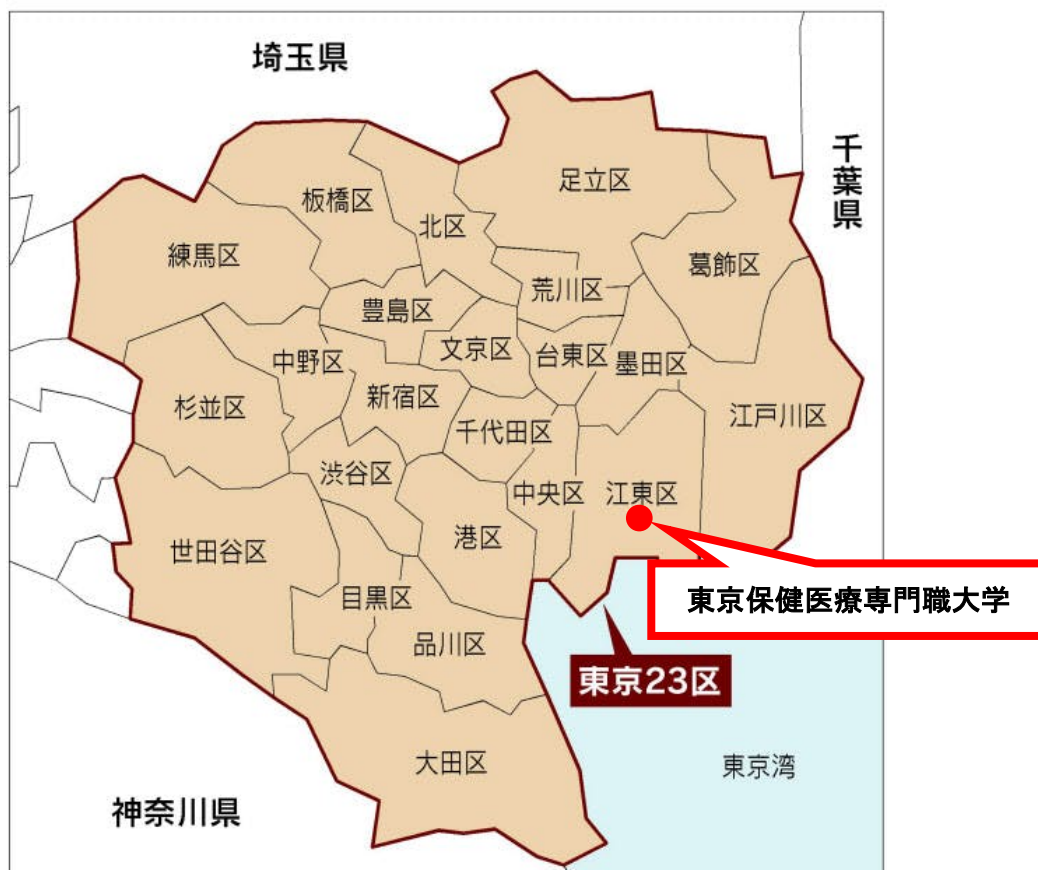 埼玉県
千葉県
足立区
板橋区
北区
練馬区
葛飾区
荒川区
豊島区
文京区
台東区
墨田区
中野区
新宿区
杉並区
江戸川区
千代田区
渋谷区
中央区
江東区
港区
世田谷区
目黒区
東京保健医療専門職大学
品川区
東京23区
大田区
東京湾
神奈川県